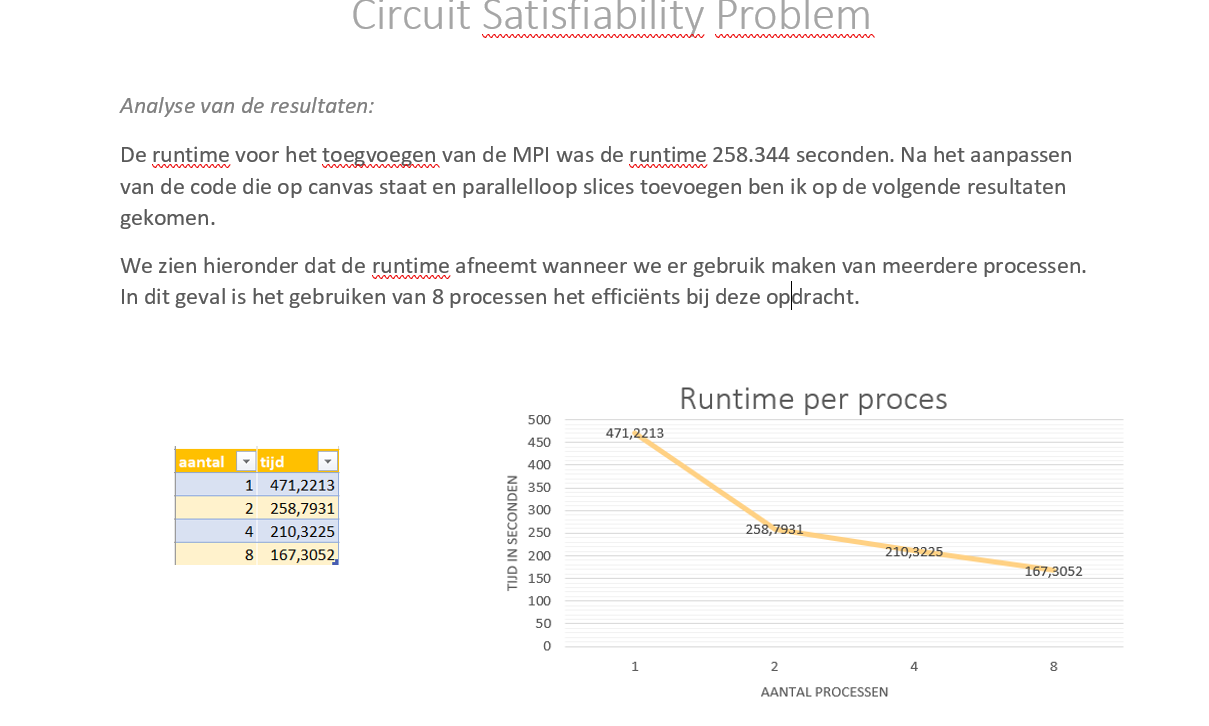 Circuit Satisfiability Problem
Analyse van de resultaten:
De runtime voor het toegvoegen van de MPI was de runtime 258.344 seconden. Na het aanpassen
van de code die op canvas staat en parallelloop slices toevoegen ben ik op de volgende resultaten
gekomen.
We zien hieronder dat de runtime afneemt wanneer we er gebruik maken van meerdere processen.
In dit geval is het gebruiken van 8 processen het efficiënts bij deze opdracht.
aantal tijd
1 471,2213
2 258,7931
4 210,3225
8 167,3052
Runtime per proces
TIJD IN SECONDEN
500
450
400
350
300
250
200
150
100
50
0
471,2213
258,7931
210,3225
167,3052
1 2 4 8
AANTAL PROCESSEN